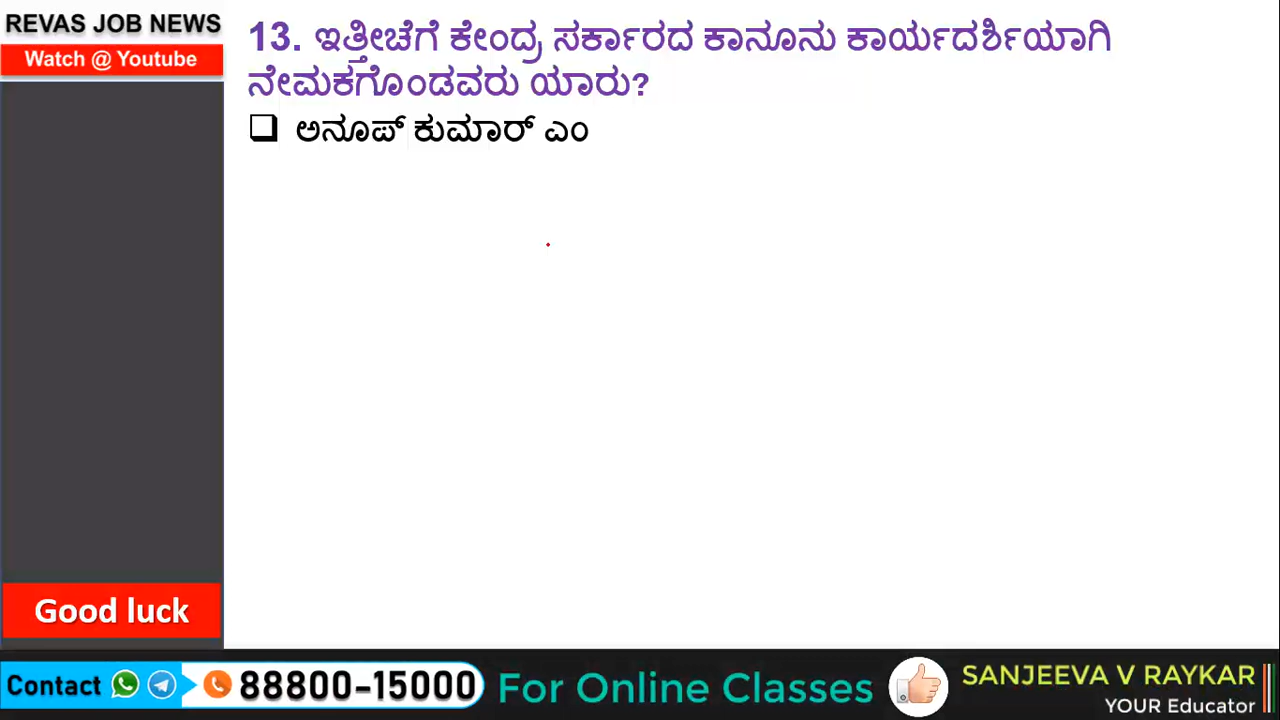 REVAS JOB NEWS
Watch @ Youtube
13. ಇತ್ತೀಚೆಗೆ ಕೇಂದ್ರ ಸರ್ಕಾರದ ಕಾನೂನು ಕಾರ್ಯದರ್ಶಿಯಾಗಿ
ನೇಮಕಗೊಂಡವರು ಯಾರು?
❑ ಅನೂಪ್ ಕುಮಾರ್ ಎಂ
Good luck
Contact 88800-15000 For Online Classes
SANJEEVA V RAYKAR
YOUR Educator